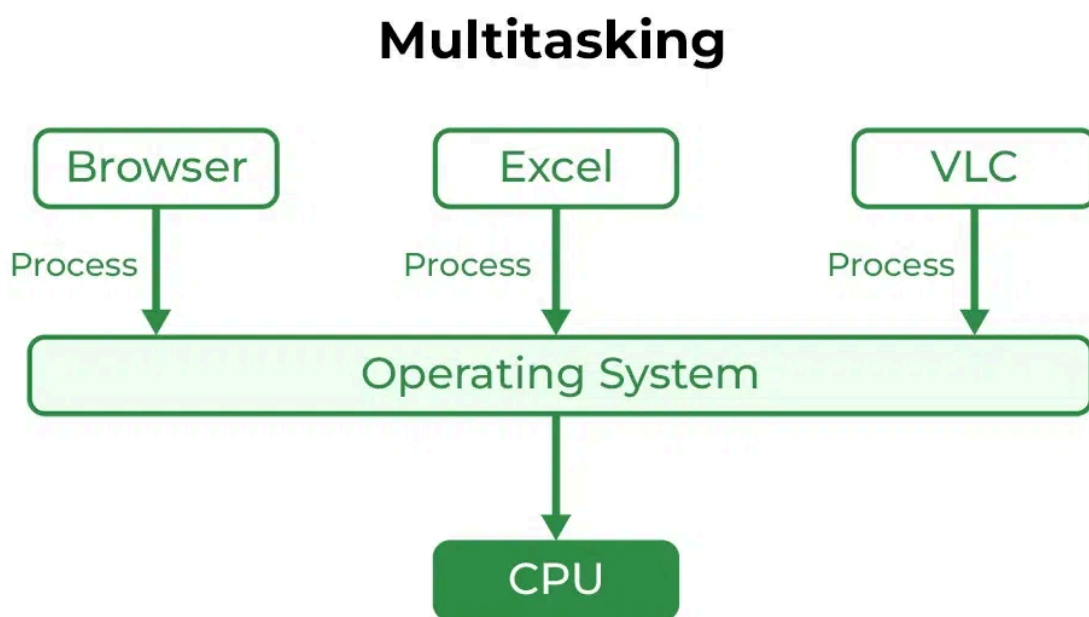 Multitasking
Browser Excel VLC
Process Process Process
Operating System
CPU